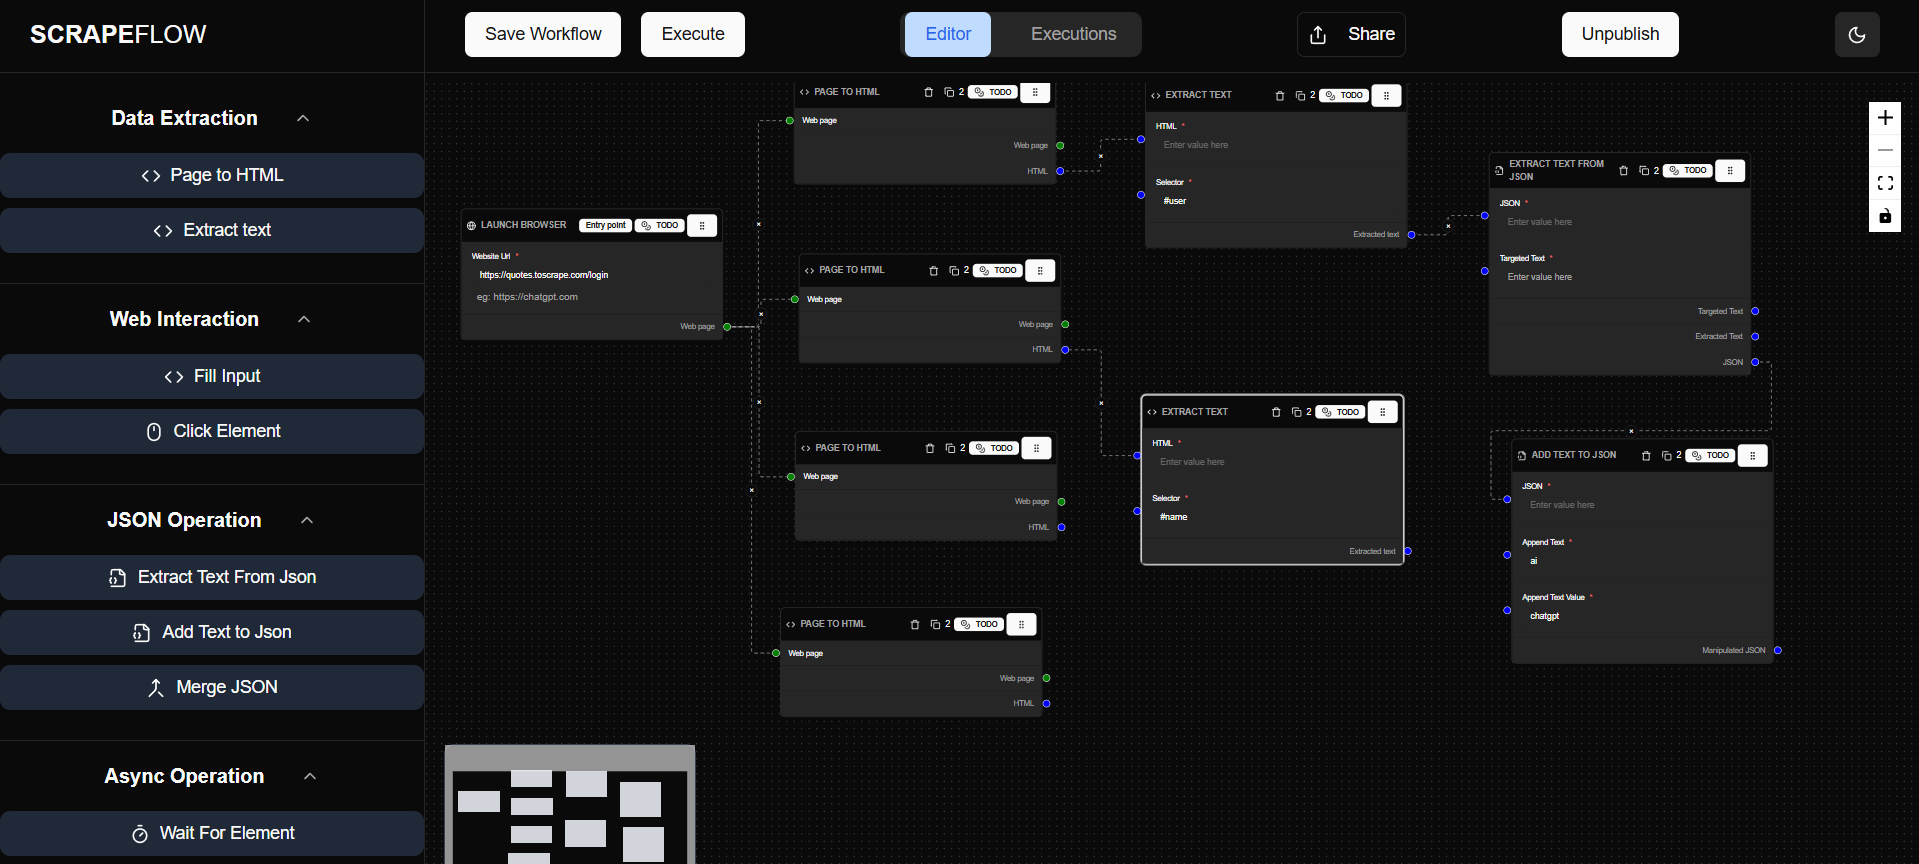 SCRAPEFLOW
Save Workflow
Execute
Editor
Executions
Share
Unpublish
Data Extraction
Page to HTML
Extract text
Web Interaction
Fill Input
Click Element
JSON Operation
Extract Text From Json
Add Text to Json
Merge JSON
Async Operation
Wait For Element
LAUNCH BROWSER
Entry point
TODO
Website Url *
https://quotes.toscrape.com/login
eg: https://chatgpt.com
Web page
PAGE TO HTML
2
TODO
Web page
Web page
HTML
PAGE TO HTML
2
TODO
Web page
Web page
HTML
PAGE TO HTML
2
TODO
Web page
Web page
HTML
PAGE TO HTML
2
TODO
Web page
Web page
HTML
EXTRACT TEXT
2
TODO
HTML *
Enter value here
Selector *
#user
Extracted text
EXTRACT TEXT
2
TODO
HTML *
Enter value here
Selector *
#name
Extracted text
EXTRACT TEXT FROM
JSON
2
TODO
JSON *
Enter value here
Targeted Text *
Enter value here
Targeted Text
Extracted Text
JSON
ADD TEXT TO JSON
2
TODO
JSON *
Enter value here
Append Text *
ai
Append Text Value *
chatgpt
Manipulated JSON